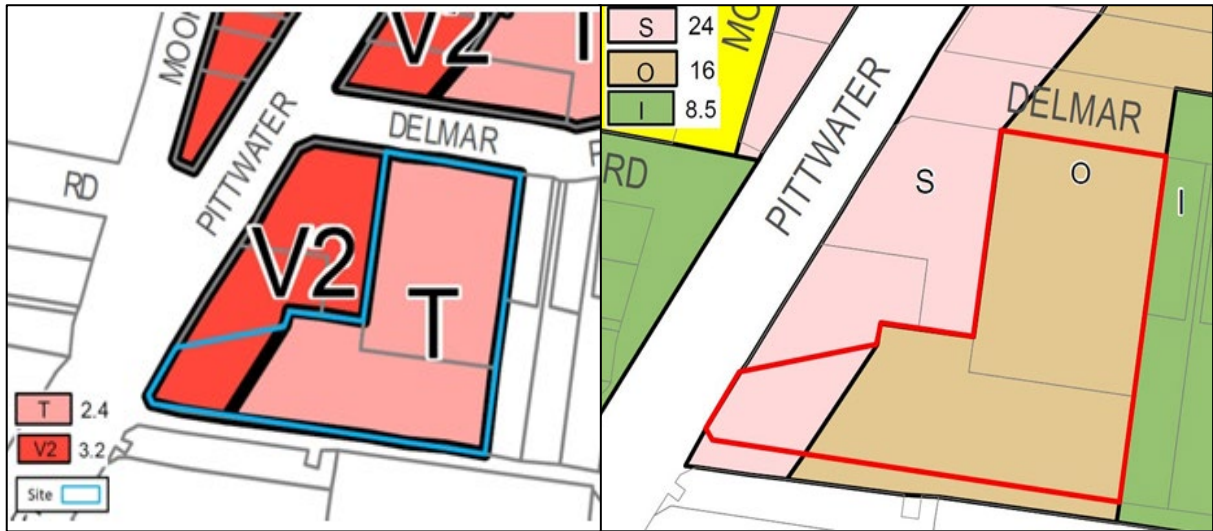 V2
MOO
PITTWATER
DELMAR
RD
V2
T
T 2.4
V2 3.2
Site
S 24
O 16
I 8.5
MO
PITTWATER
DELMAR
RD
S
O
I